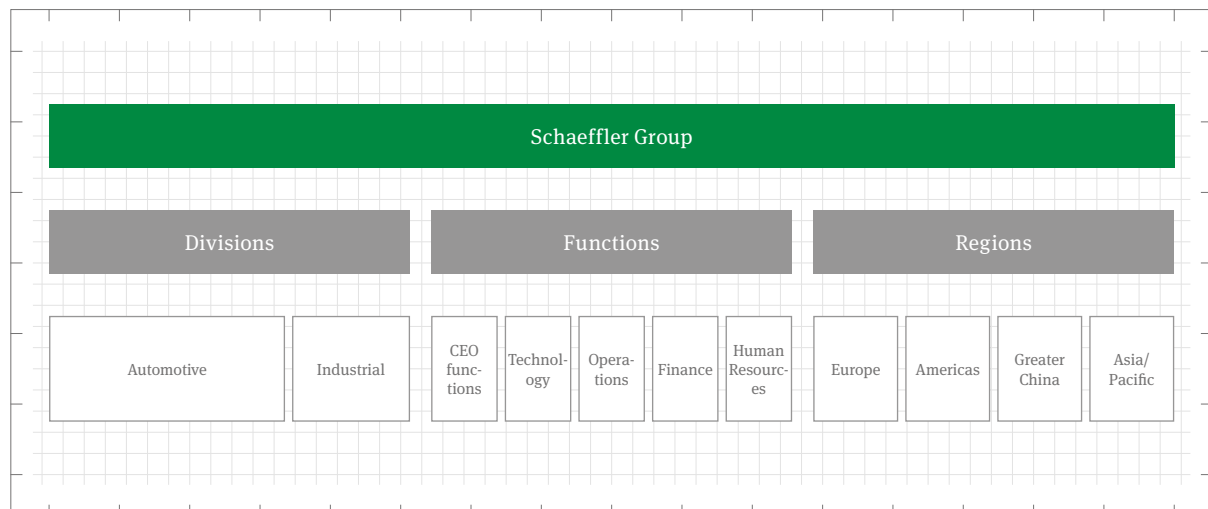 Schaeffler Group
Divisions
Functions
Regions
Automotive
Industrial
CEO
func-
tions
Technol-
ogy
Opera-
tions
Finance
Human
Resourc-
es
Europe
Americas
Greater
China
Asia/
Pacific